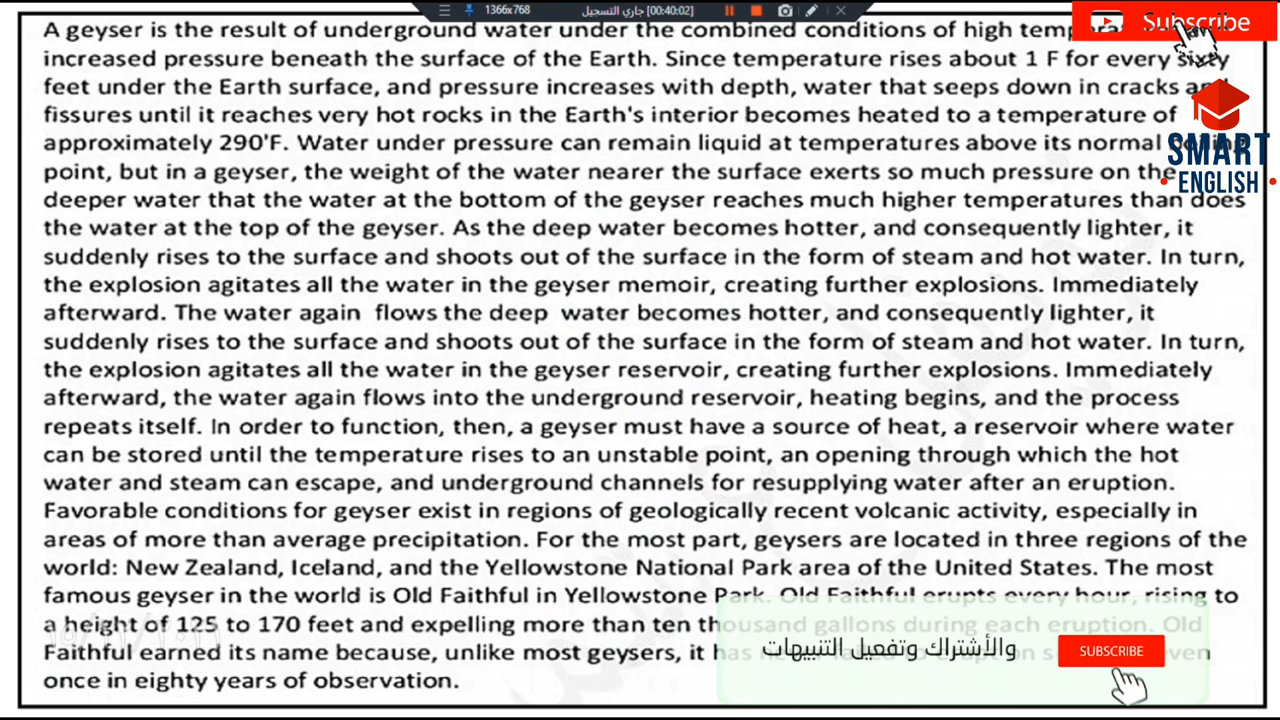 1366x768 جاري التسجيل [00:40:02]
Subscribe
A geyser is the result of underground water under the combined conditions of high
increased pressure beneath the surface of the Earth. Since temperature rises about 1 F for every sixty
feet under the Earth surface, and pressure increases with depth, water that seeps down in cracks and
fissures until it reaches very hot rocks in the Earth's interior becomes heated to a temperature of
approximately 290'F. Water under pressure can remain liquid at temperatures above its normal
point, but in a geyser, the weight of the water nearer the surface exerts so much pressure on the
deeper water that the water at the bottom of the geyser reaches much higher temperatures than does
the water at the top of the geyser. As the deep water becomes hotter, and consequently lighter, it
suddenly rises to the surface and shoots out of the surface in the form of steam and hot water. In turn,
the explosion agitates all the water in the geyser memoir, creating further explosions. Immediately
afterward. The water again flows the deep water becomes hotter, and consequently lighter, it
suddenly rises to the surface and shoots out of the surface in the form of steam and hot water. In turn,
the explosion agitates all the water in the geyser reservoir, creating further explosions. Immediately
afterward, the water again flows into the underground reservoir, heating begins, and the process
repeats itself. In order to function, then, a geyser must have a source of heat, a reservoir where water
can be stored until the temperature rises to an unstable point, an opening through which the hot
water and steam can escape, and underground channels for resupplying water after an eruption.
Favorable conditions for geyser exist in regions of geologically recent volcanic activity, especially in
areas of more than average precipitation. For the most part, geysers are located in three regions of the
world: New Zealand, Iceland, and the Yellowstone National Park area of the United States. The most
famous geyser in the world is Old Faithful in Yellowstone Park. Old Faithful erupts every hour, rising to
a height of 125 to 170 feet and expelling more than ten thousand gallons during each eruption. Old
Faithful earned its name because, unlike most geysers, it has even
once in eighty years of observation.
SMART
ENGLISH
والأشتراك وتفعيل التنبيهات
SUBSCRIBE